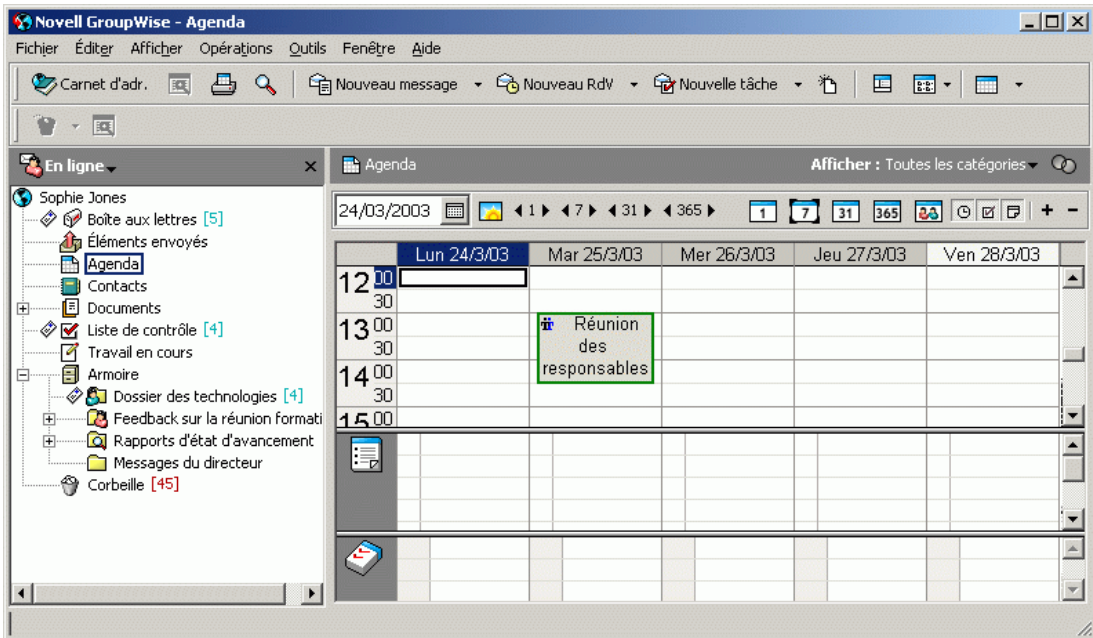 Novell GroupWise - Agenda
Fichier Éditer Afficher Opérations Outils Fenêtre Aide
Carnet d'adr. Nouveau message Nouveau RdV Nouvelle tâche
En ligne
Agenda Afficher : Toutes les catégories
Sophie Jones
Boîte aux lettres [5]
Éléments envoyés
Agenda
Contacts
Documents
Liste de contrôle [4]
Travail en cours
Armoire
Dossier des technologies [4]
Feedback sur la réunion formati
Rapports d'état d'avancement
Messages du directeur
Corbeille [45]
24/03/2003 1 7 31 365 1 7 31 365
Lun 24/3/03 Mar 25/3/03 Mer 26/3/03 Jeu 27/3/03 Ven 28/3/03
12 00
30
13 00
30
14 00
30
15 00
Réunion
des
responsables